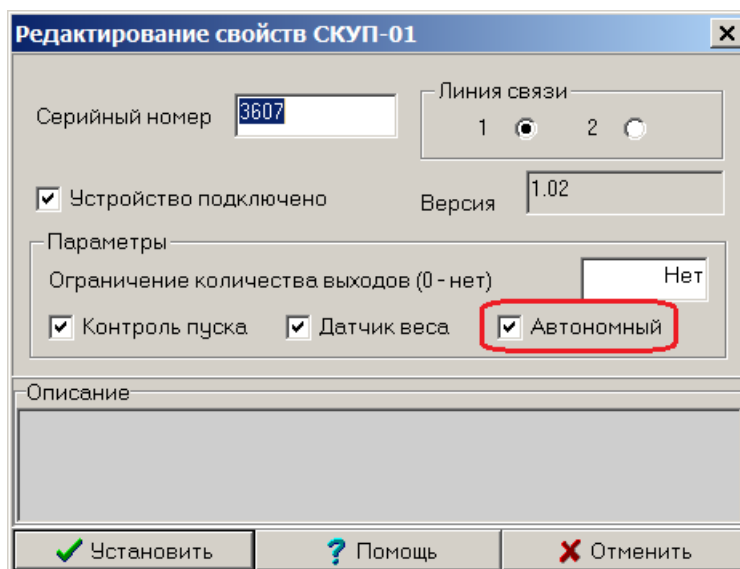 Редактирование свойств СКУП-01
Серийный номер 3607
Линия связи
1 2
Устройство подключено
Версия 1.02
Параметры
Ограничение количества выходов (0 - нет) Нет
Контроль пуска Датчик веса Автономный
Описание
Установить ? Помощь Отменить